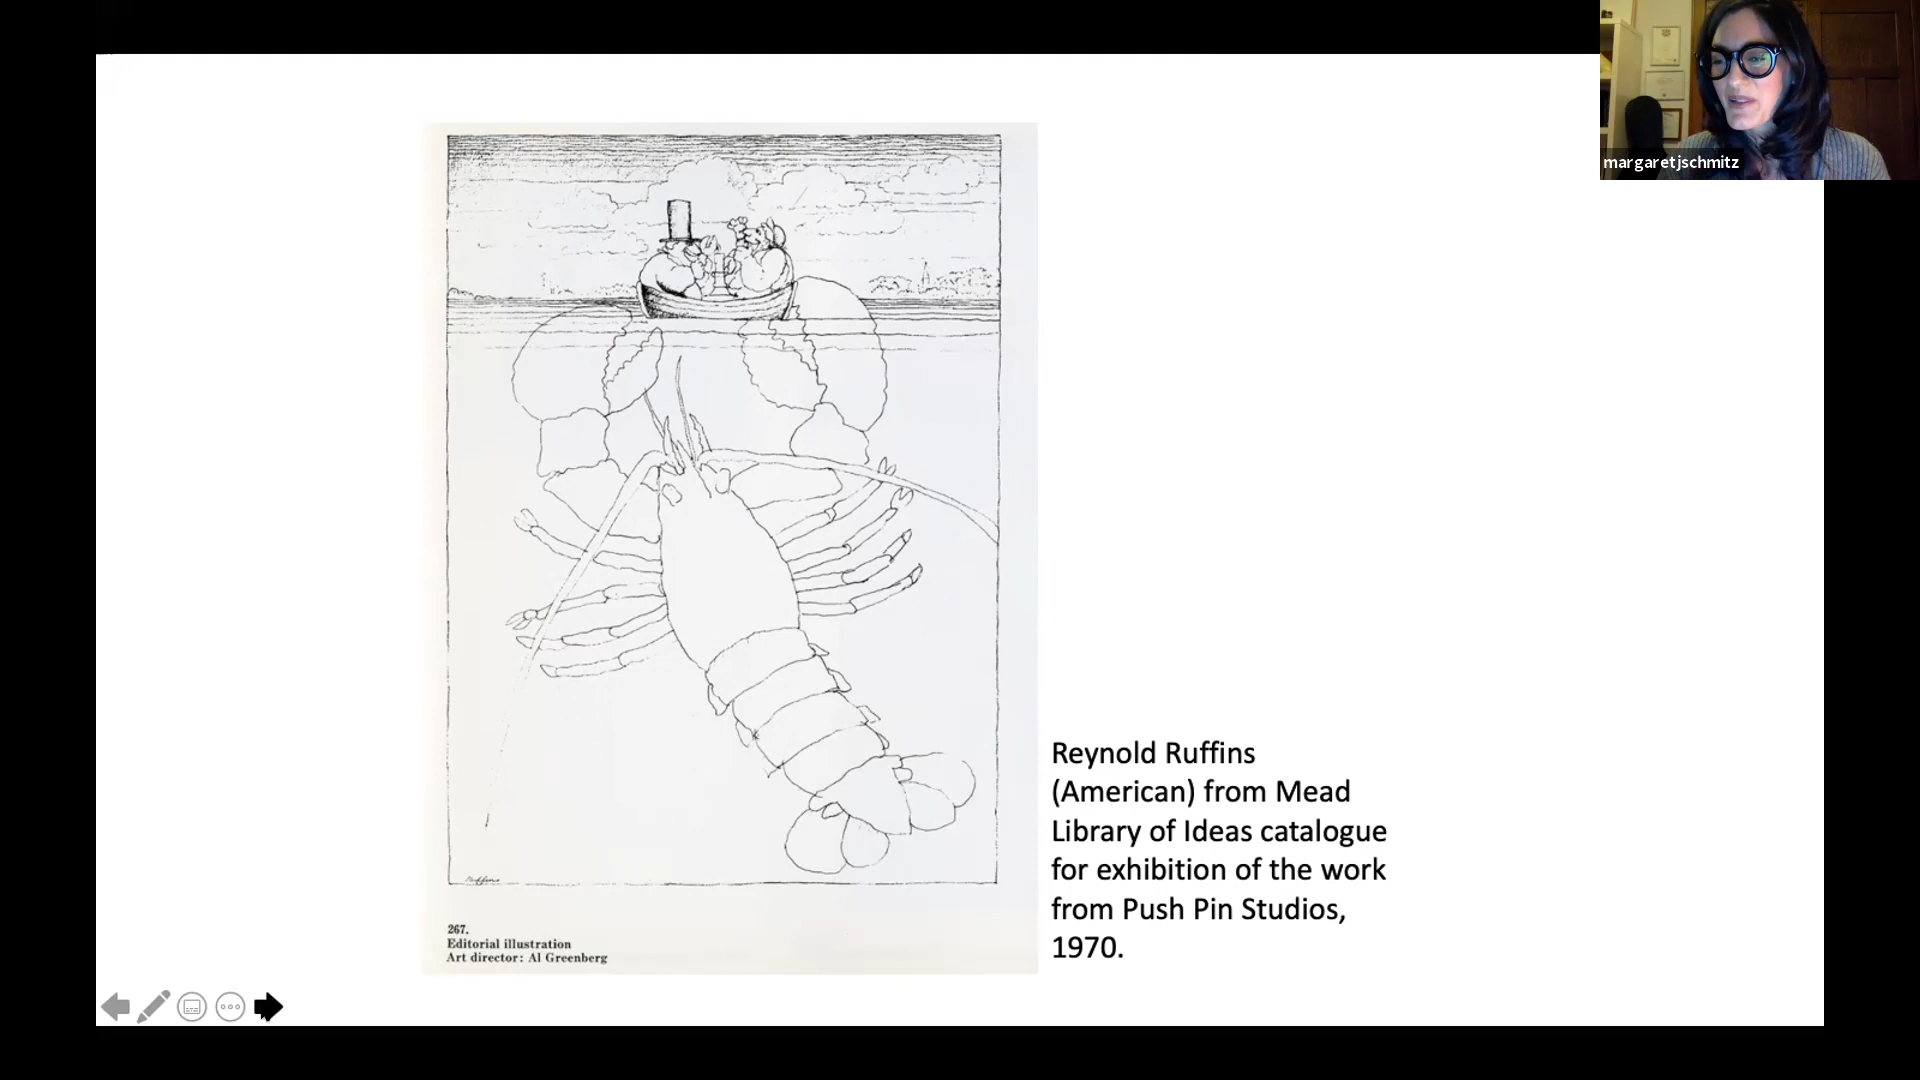 margaretjschmitz
Ruffins
267.
Editorial illustration
Art director: Al Greenberg
Reynold Ruffins
(American) from Mead
Library of Ideas catalogue
for exhibition of the work
from Push Pin Studios,
1970.